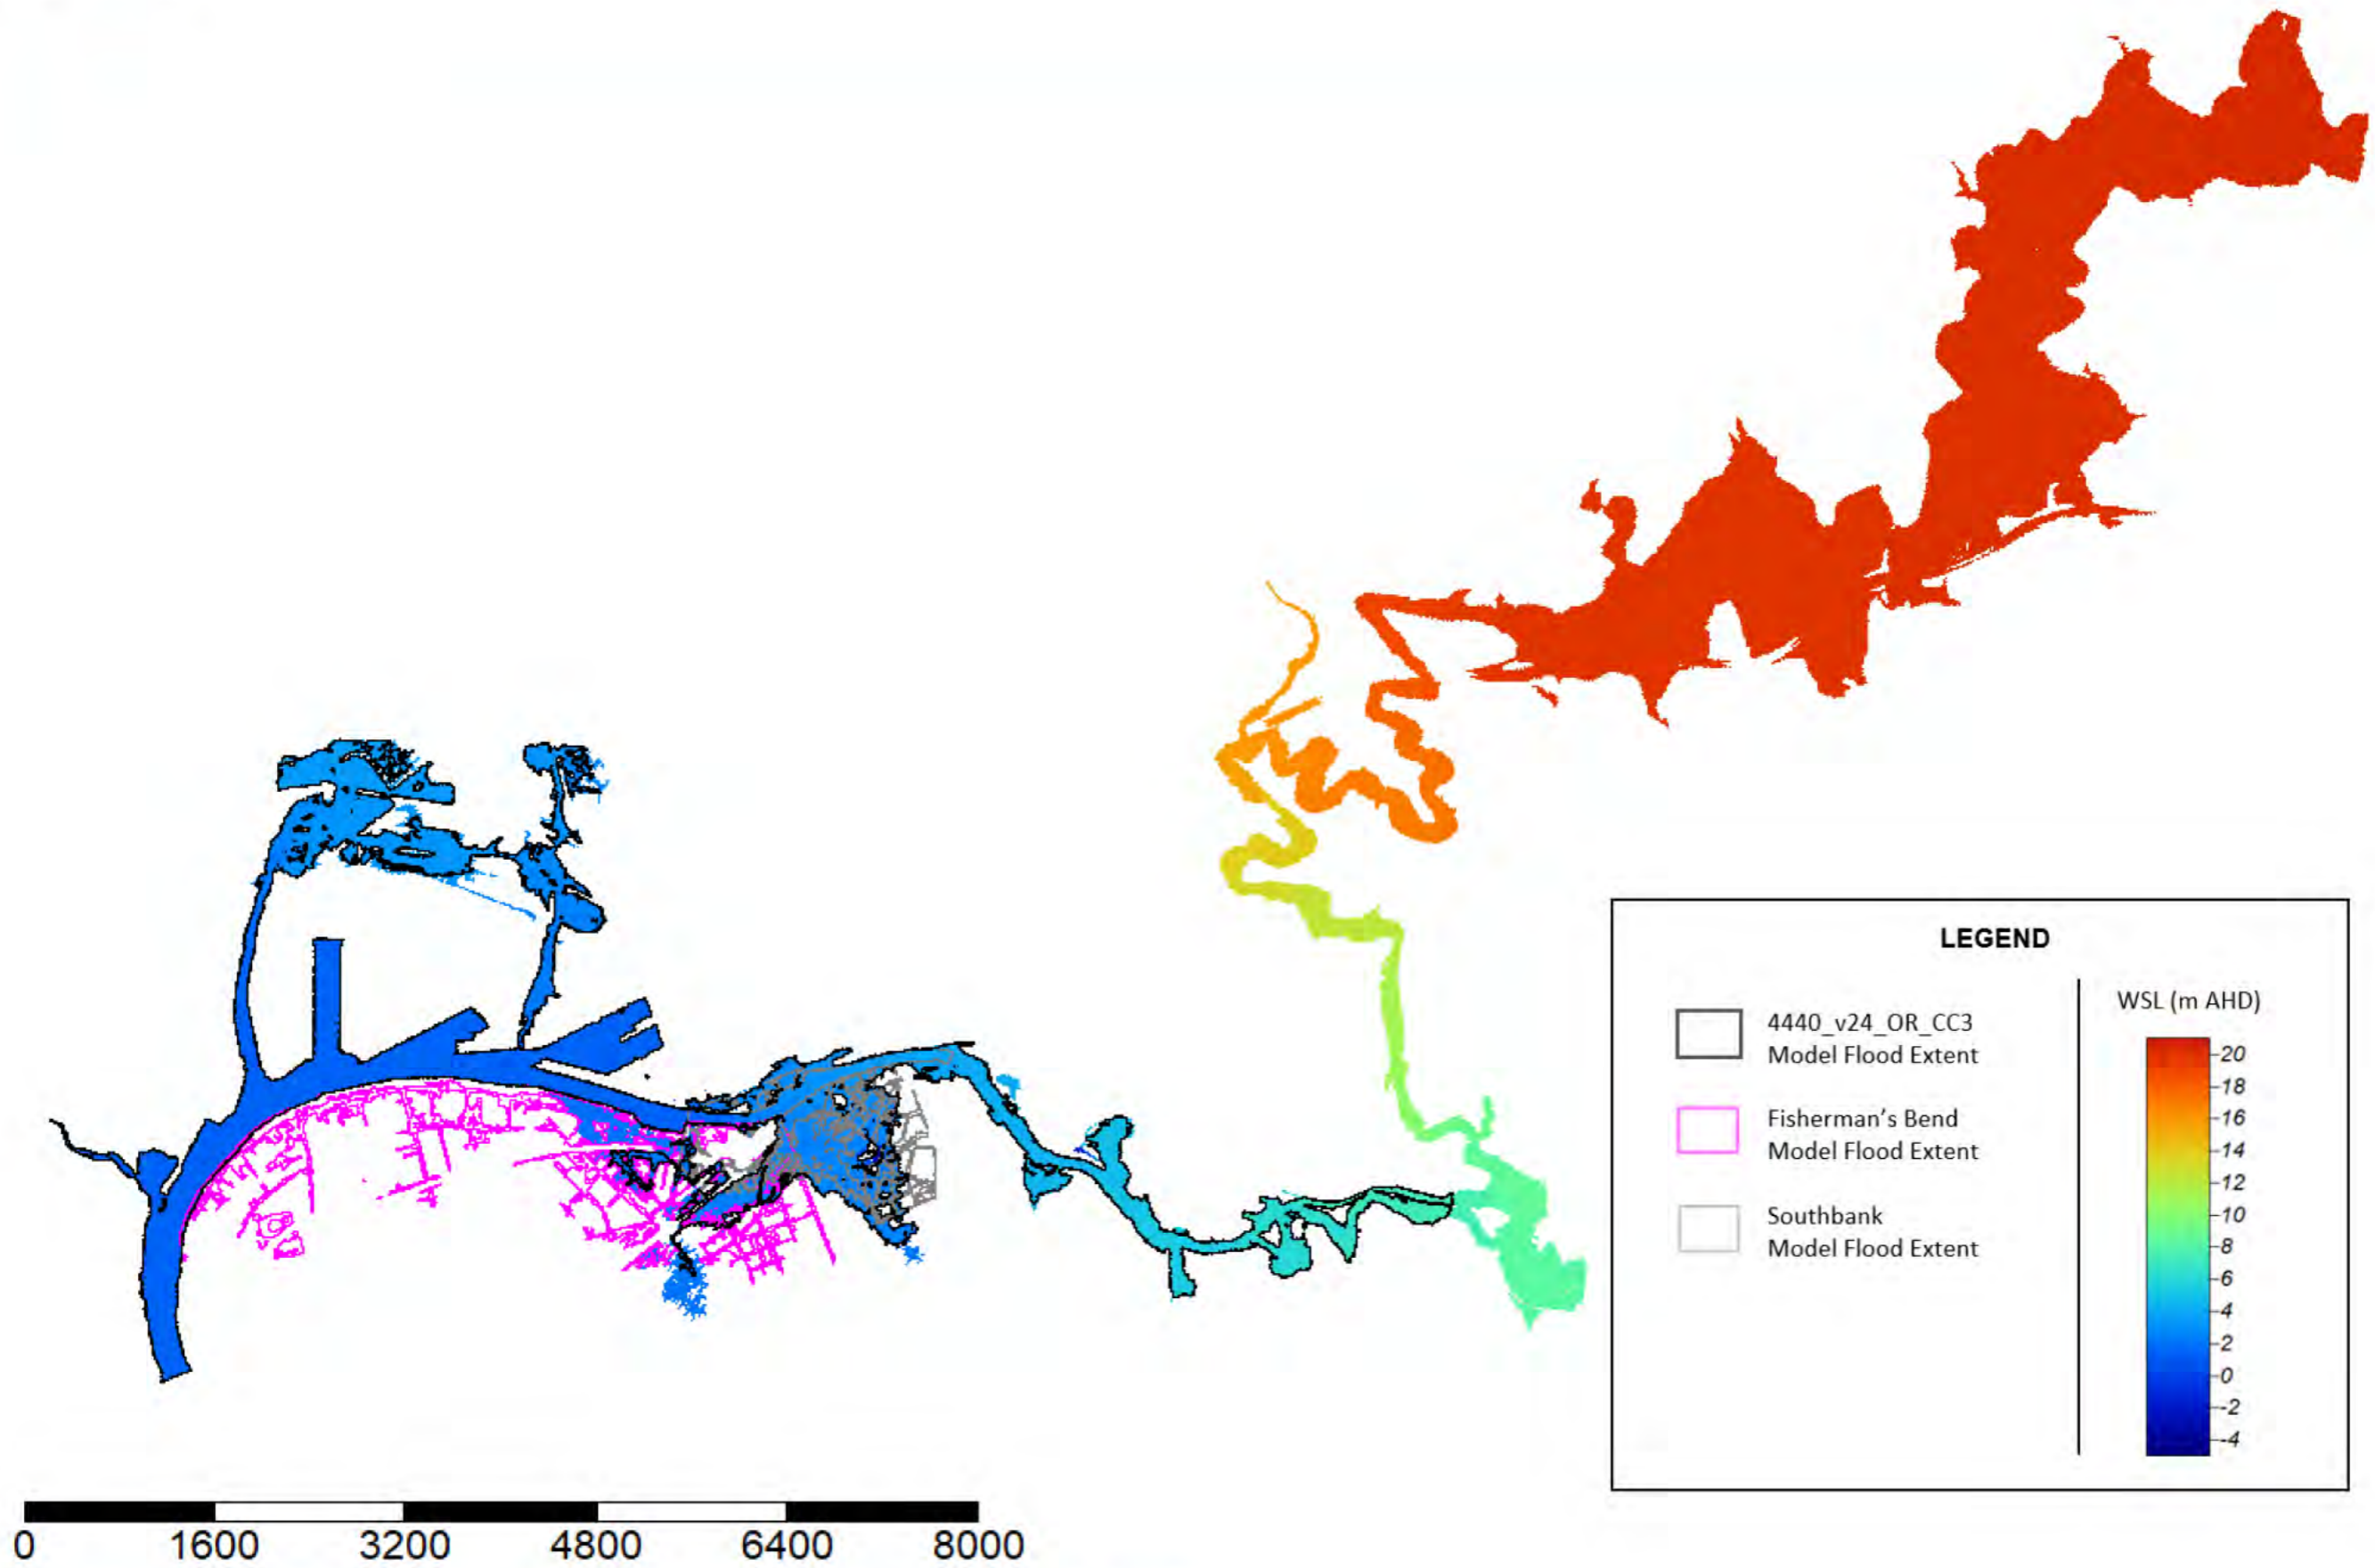 LEGEND
4440_v24_OR_CC3
Model Flood Extent
Fisherman's Bend
Model Flood Extent
Southbank
Model Flood Extent
WSL (m AHD)
20
18
16
14
12
10
8
6
4
2
0
-2
-4
0 1600 3200 4800 6400 8000